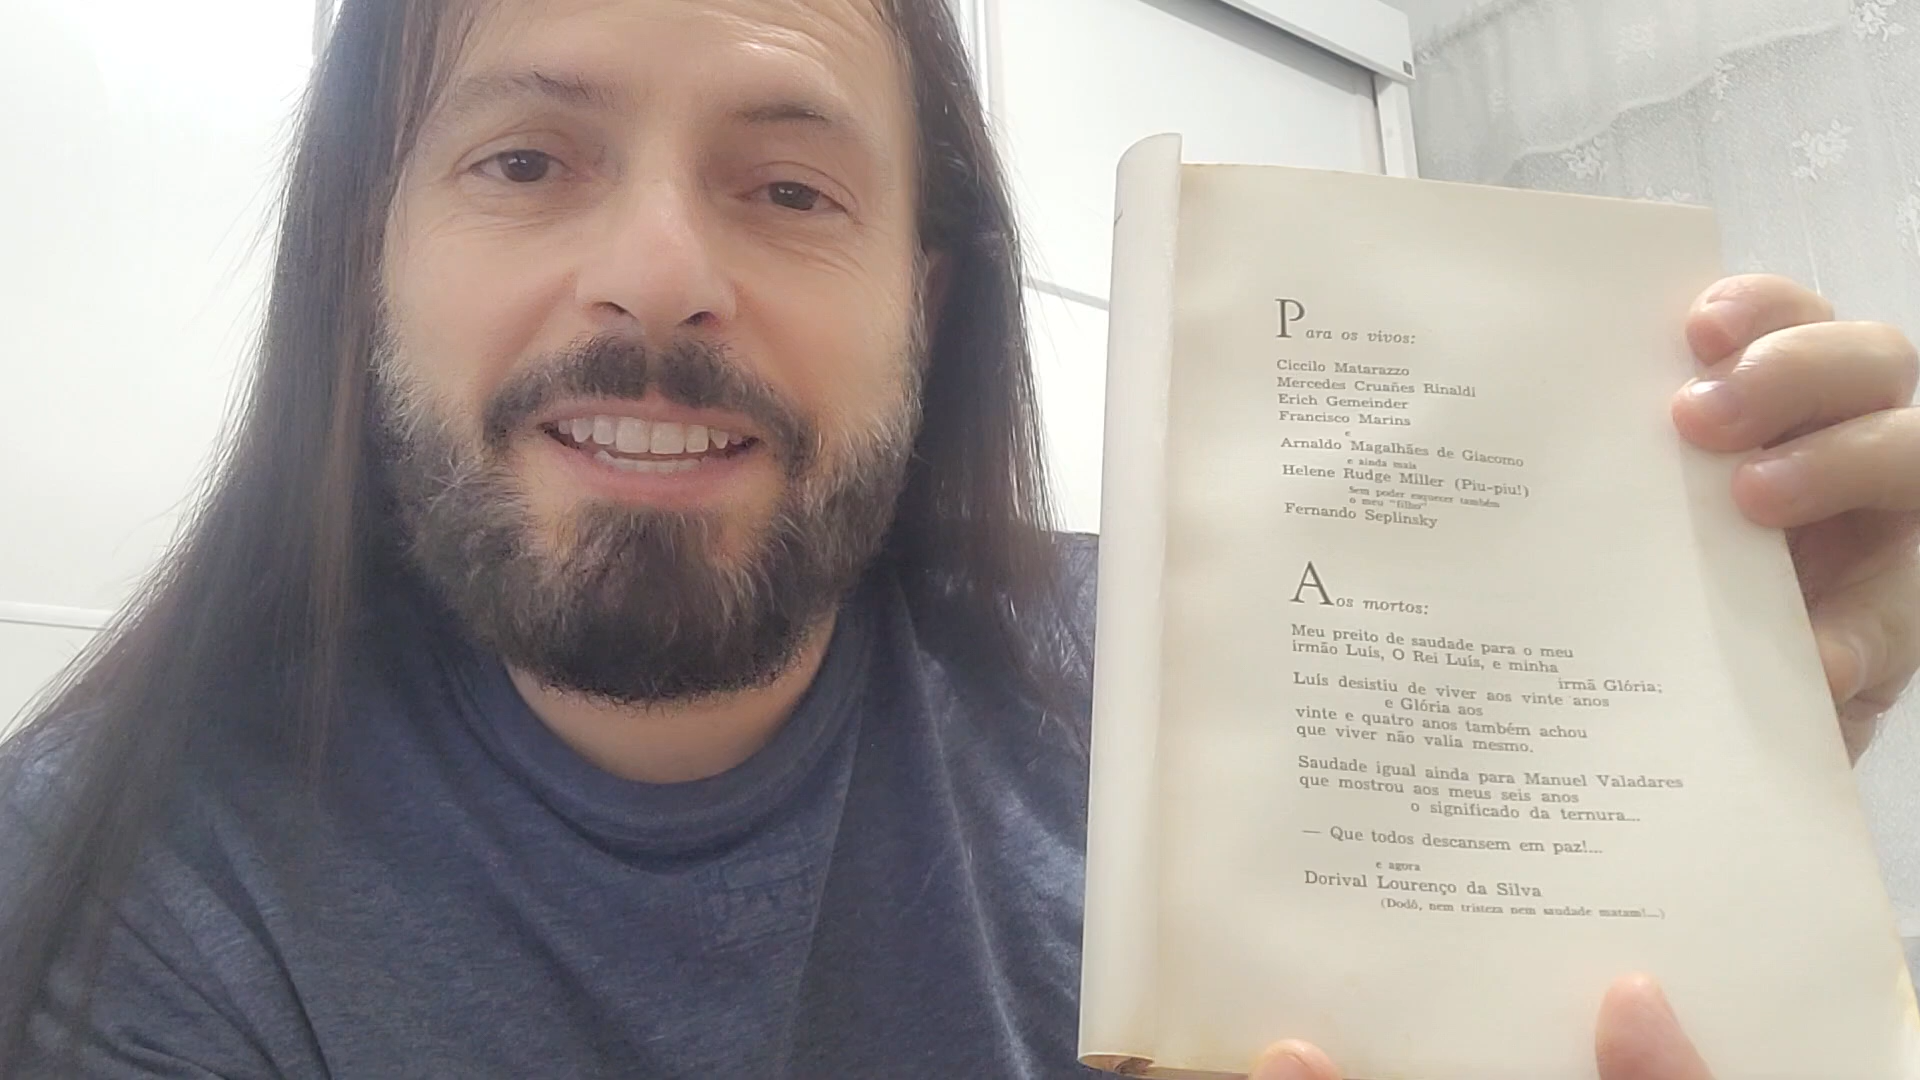 Para os vivos:
Ciccilo Matarazzo
Mercedes Cruañes Rinaldi
Erich Gemeinder
Francisco Marins
e
Arnaldo Magalhães de Giacomo
e ainda mais
Helene Rudge Miller (Piu-piu!)
Sem poder esquecer também
o meu "filho"
Fernando Seplinsky
Aos mortos:
Meu preito de saudade para o meu
irmão Luís, O Rei Luís, e minha
irmã Glória;
Luís desistiu de viver aos vinte anos
e Glória aos
vinte e quatro anos também achou
que viver não valia mesmo.
Saudade igual ainda para Manuel Valadares
que mostrou aos meus seis anos
o significado da ternura...
— Que todos descansem em paz!...
e agora
Dorival Lourenço da Silva
(Dodô, nem tristeza nem saudade matam!...)